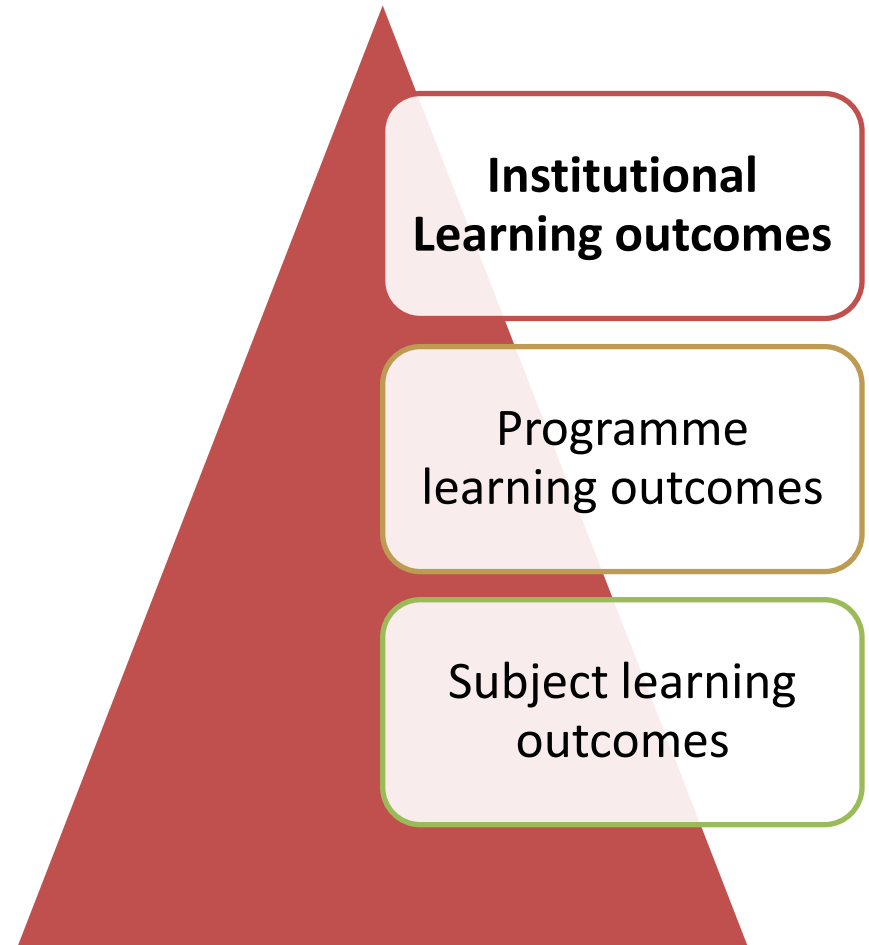 Institutional
Learning outcomes
Programme
learning outcomes
Subject learning
outcomes